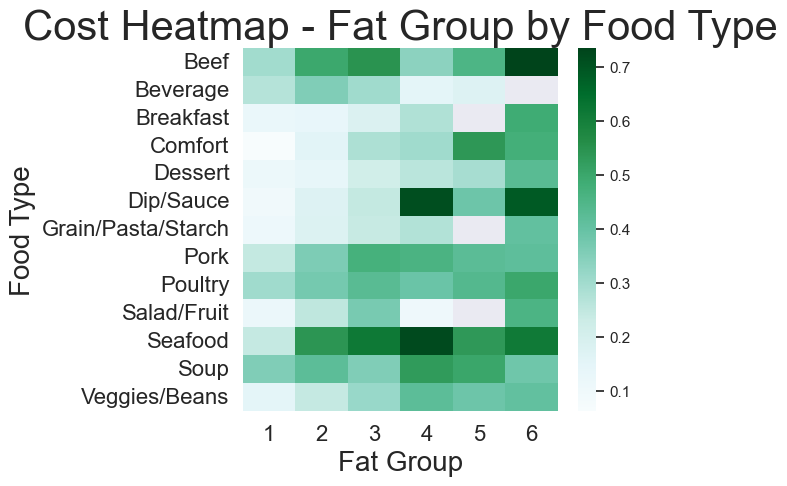 Cost Heatmap - Fat Group by Food Type
Food Type
Beef
Beverage
Breakfast
Comfort
Dessert
Dip/Sauce
Grain/Pasta/Starch
Pork
Poultry
Salad/Fruit
Seafood
Soup
Veggies/Beans
1 2 3 4 5 6
Fat Group
0.7
0.6
0.5
0.4
0.3
0.2
0.1